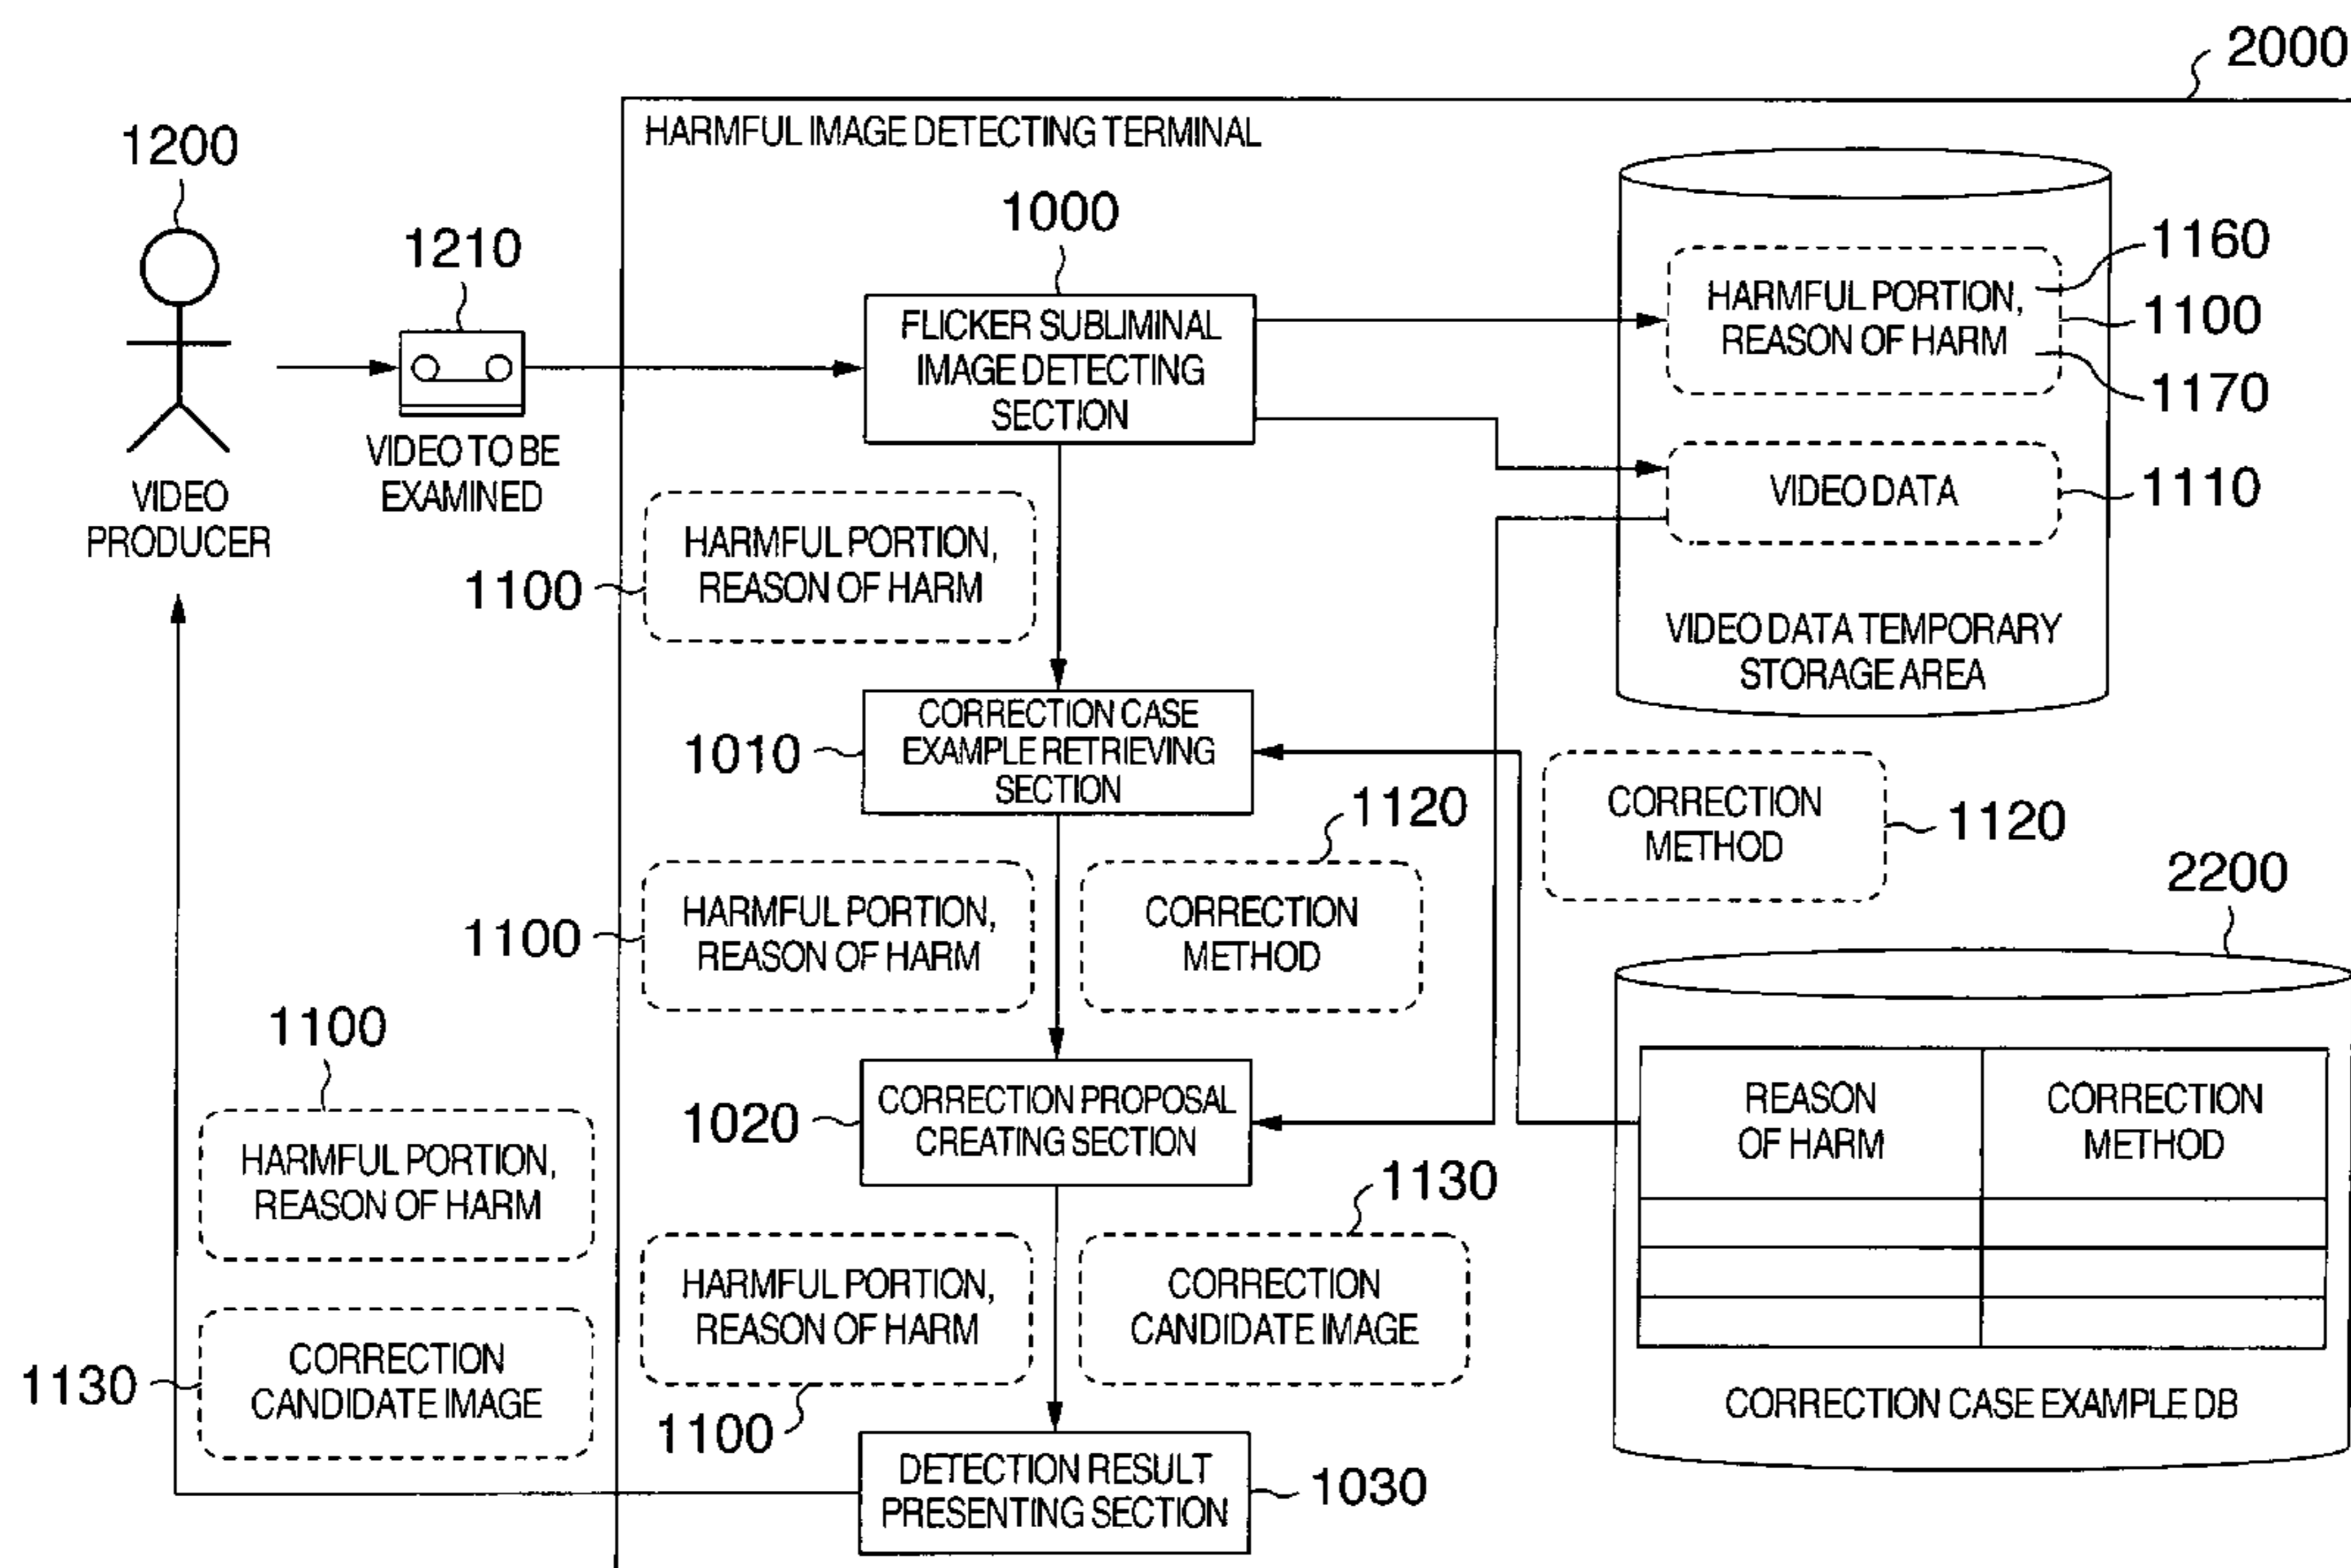 2000
HARMFUL IMAGE DETECTING TERMINAL
1200
VIDEO
PRODUCER
1210
VIDEO TO BE
EXAMINED
1000
FLICKER SUBLIMINAL
IMAGE DETECTING
SECTION
1160
HARMFUL PORTION,
REASON OF HARM
1100
1170
VIDEO DATA
1110
VIDEO DATA TEMPORARY
STORAGE AREA
HARMFUL PORTION,
REASON OF HARM
1100
CORRECTION CASE
EXAMPLE RETRIEVING
SECTION
1010
CORRECTION
METHOD
1120
1120
HARMFUL PORTION,
REASON OF HARM
1100
CORRECTION
METHOD
2200
REASON
OF HARM
CORRECTION
METHOD
CORRECTION CASE EXAMPLE DB
CORRECTION PROPOSAL
CREATING SECTION
1020
1100
HARMFUL PORTION,
REASON OF HARM
1130
CORRECTION
CANDIDATE IMAGE
HARMFUL PORTION,
REASON OF HARM
1100
1130
CORRECTION
CANDIDATE IMAGE
DETECTION RESULT
PRESENTING SECTION
1030